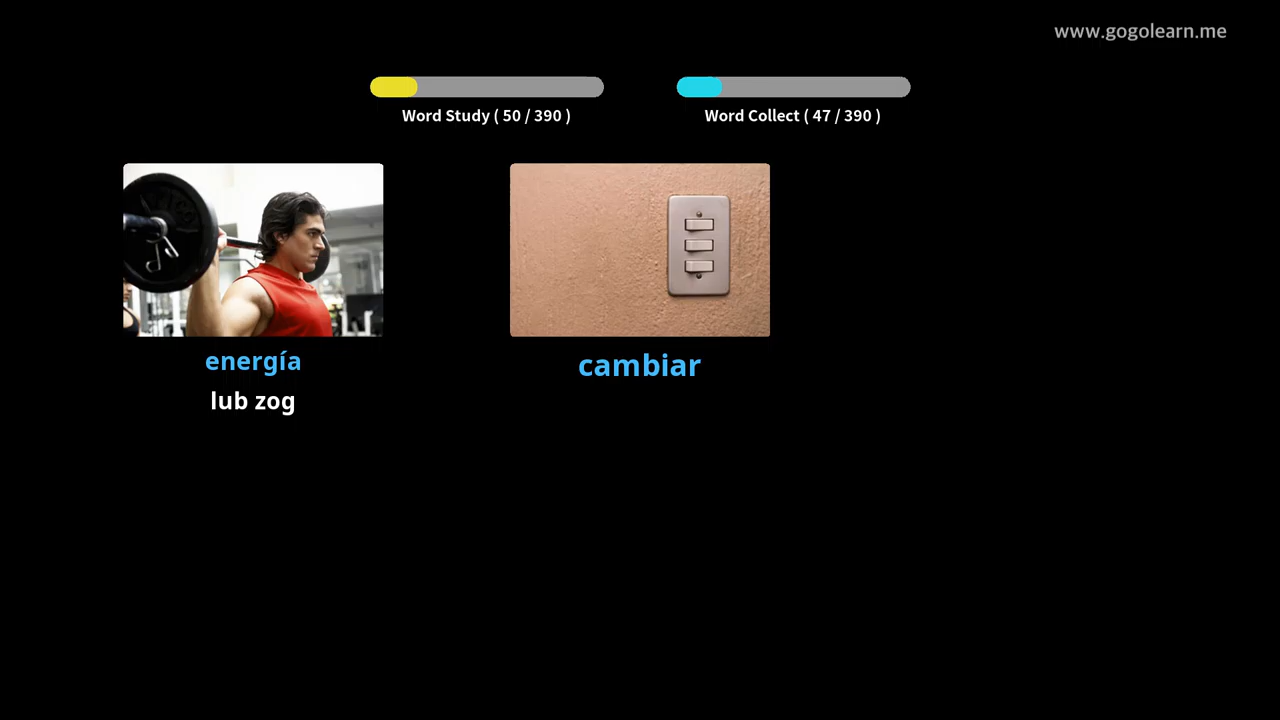 www.gogolearn.me
Word Study ( 50 / 390 )
Word Collect ( 47 / 390 )
energía
lub zog
cambiar